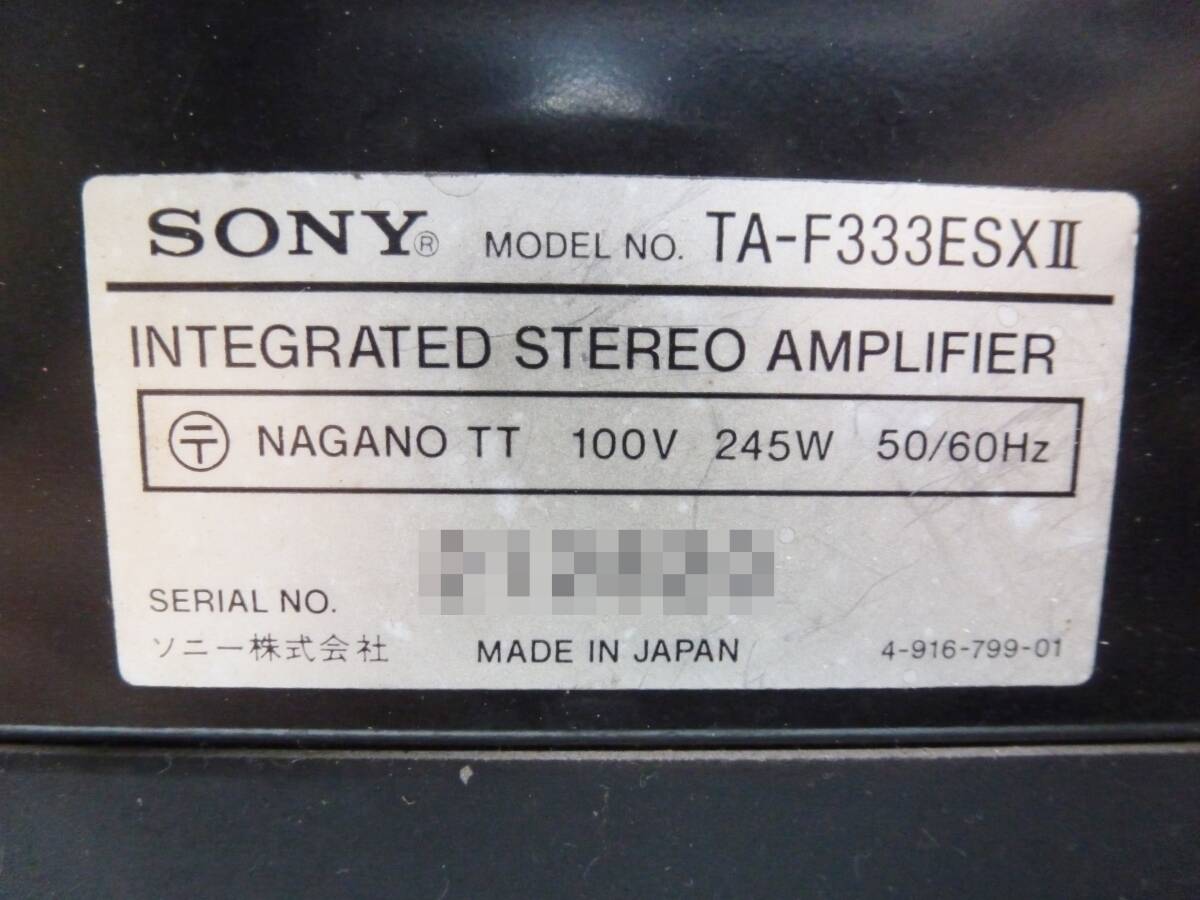 SONY® MODEL NO. TA-F333ESXII
INTEGRATED STEREO AMPLIFIER
〶 NAGANO TT 100V 245W 50/60Hz
SERIAL NO.
ソニー株式会社 MADE IN JAPAN 4-916-799-01